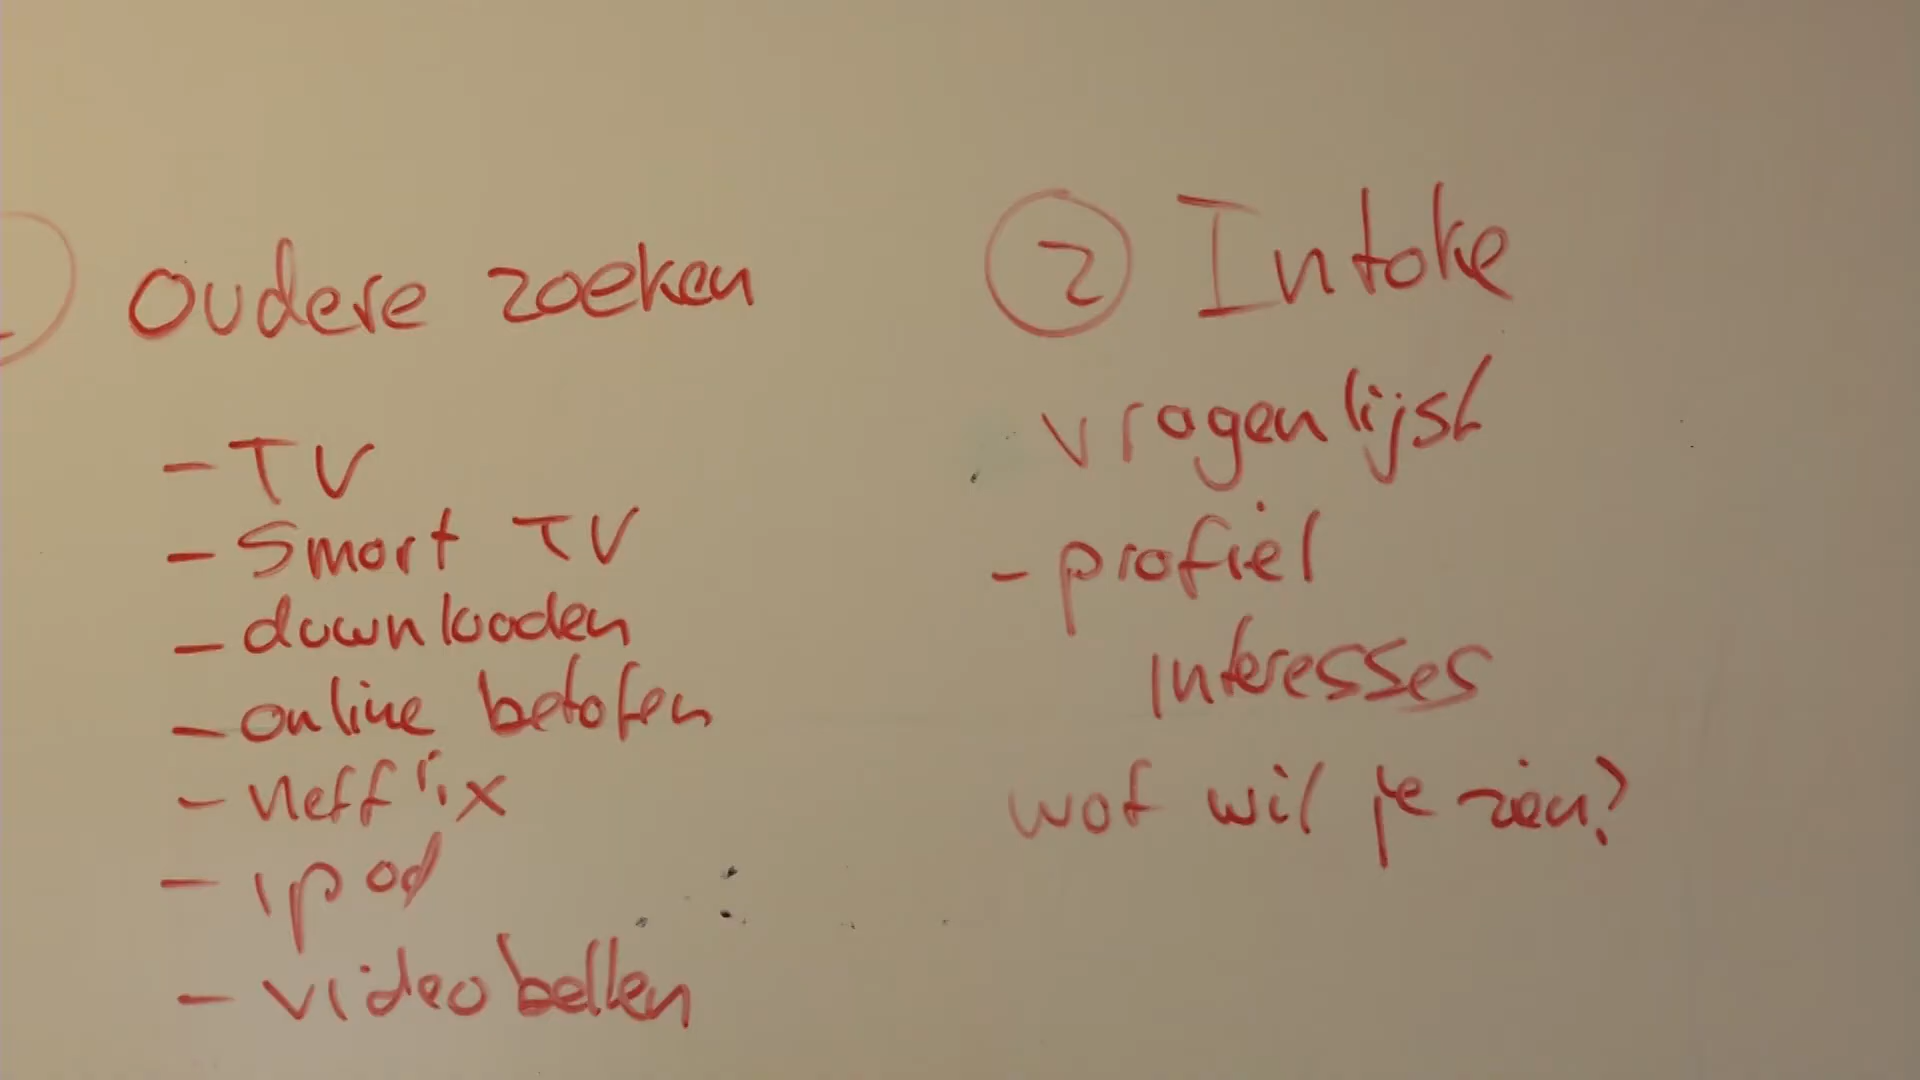 Oudere zoeken
- TV
- Smart TV
- downloaden
- online betalen
- netflix
- ipad
- videobellen
2 Intake
vragenlijst
- profiel
interesses
wat wil je zien?